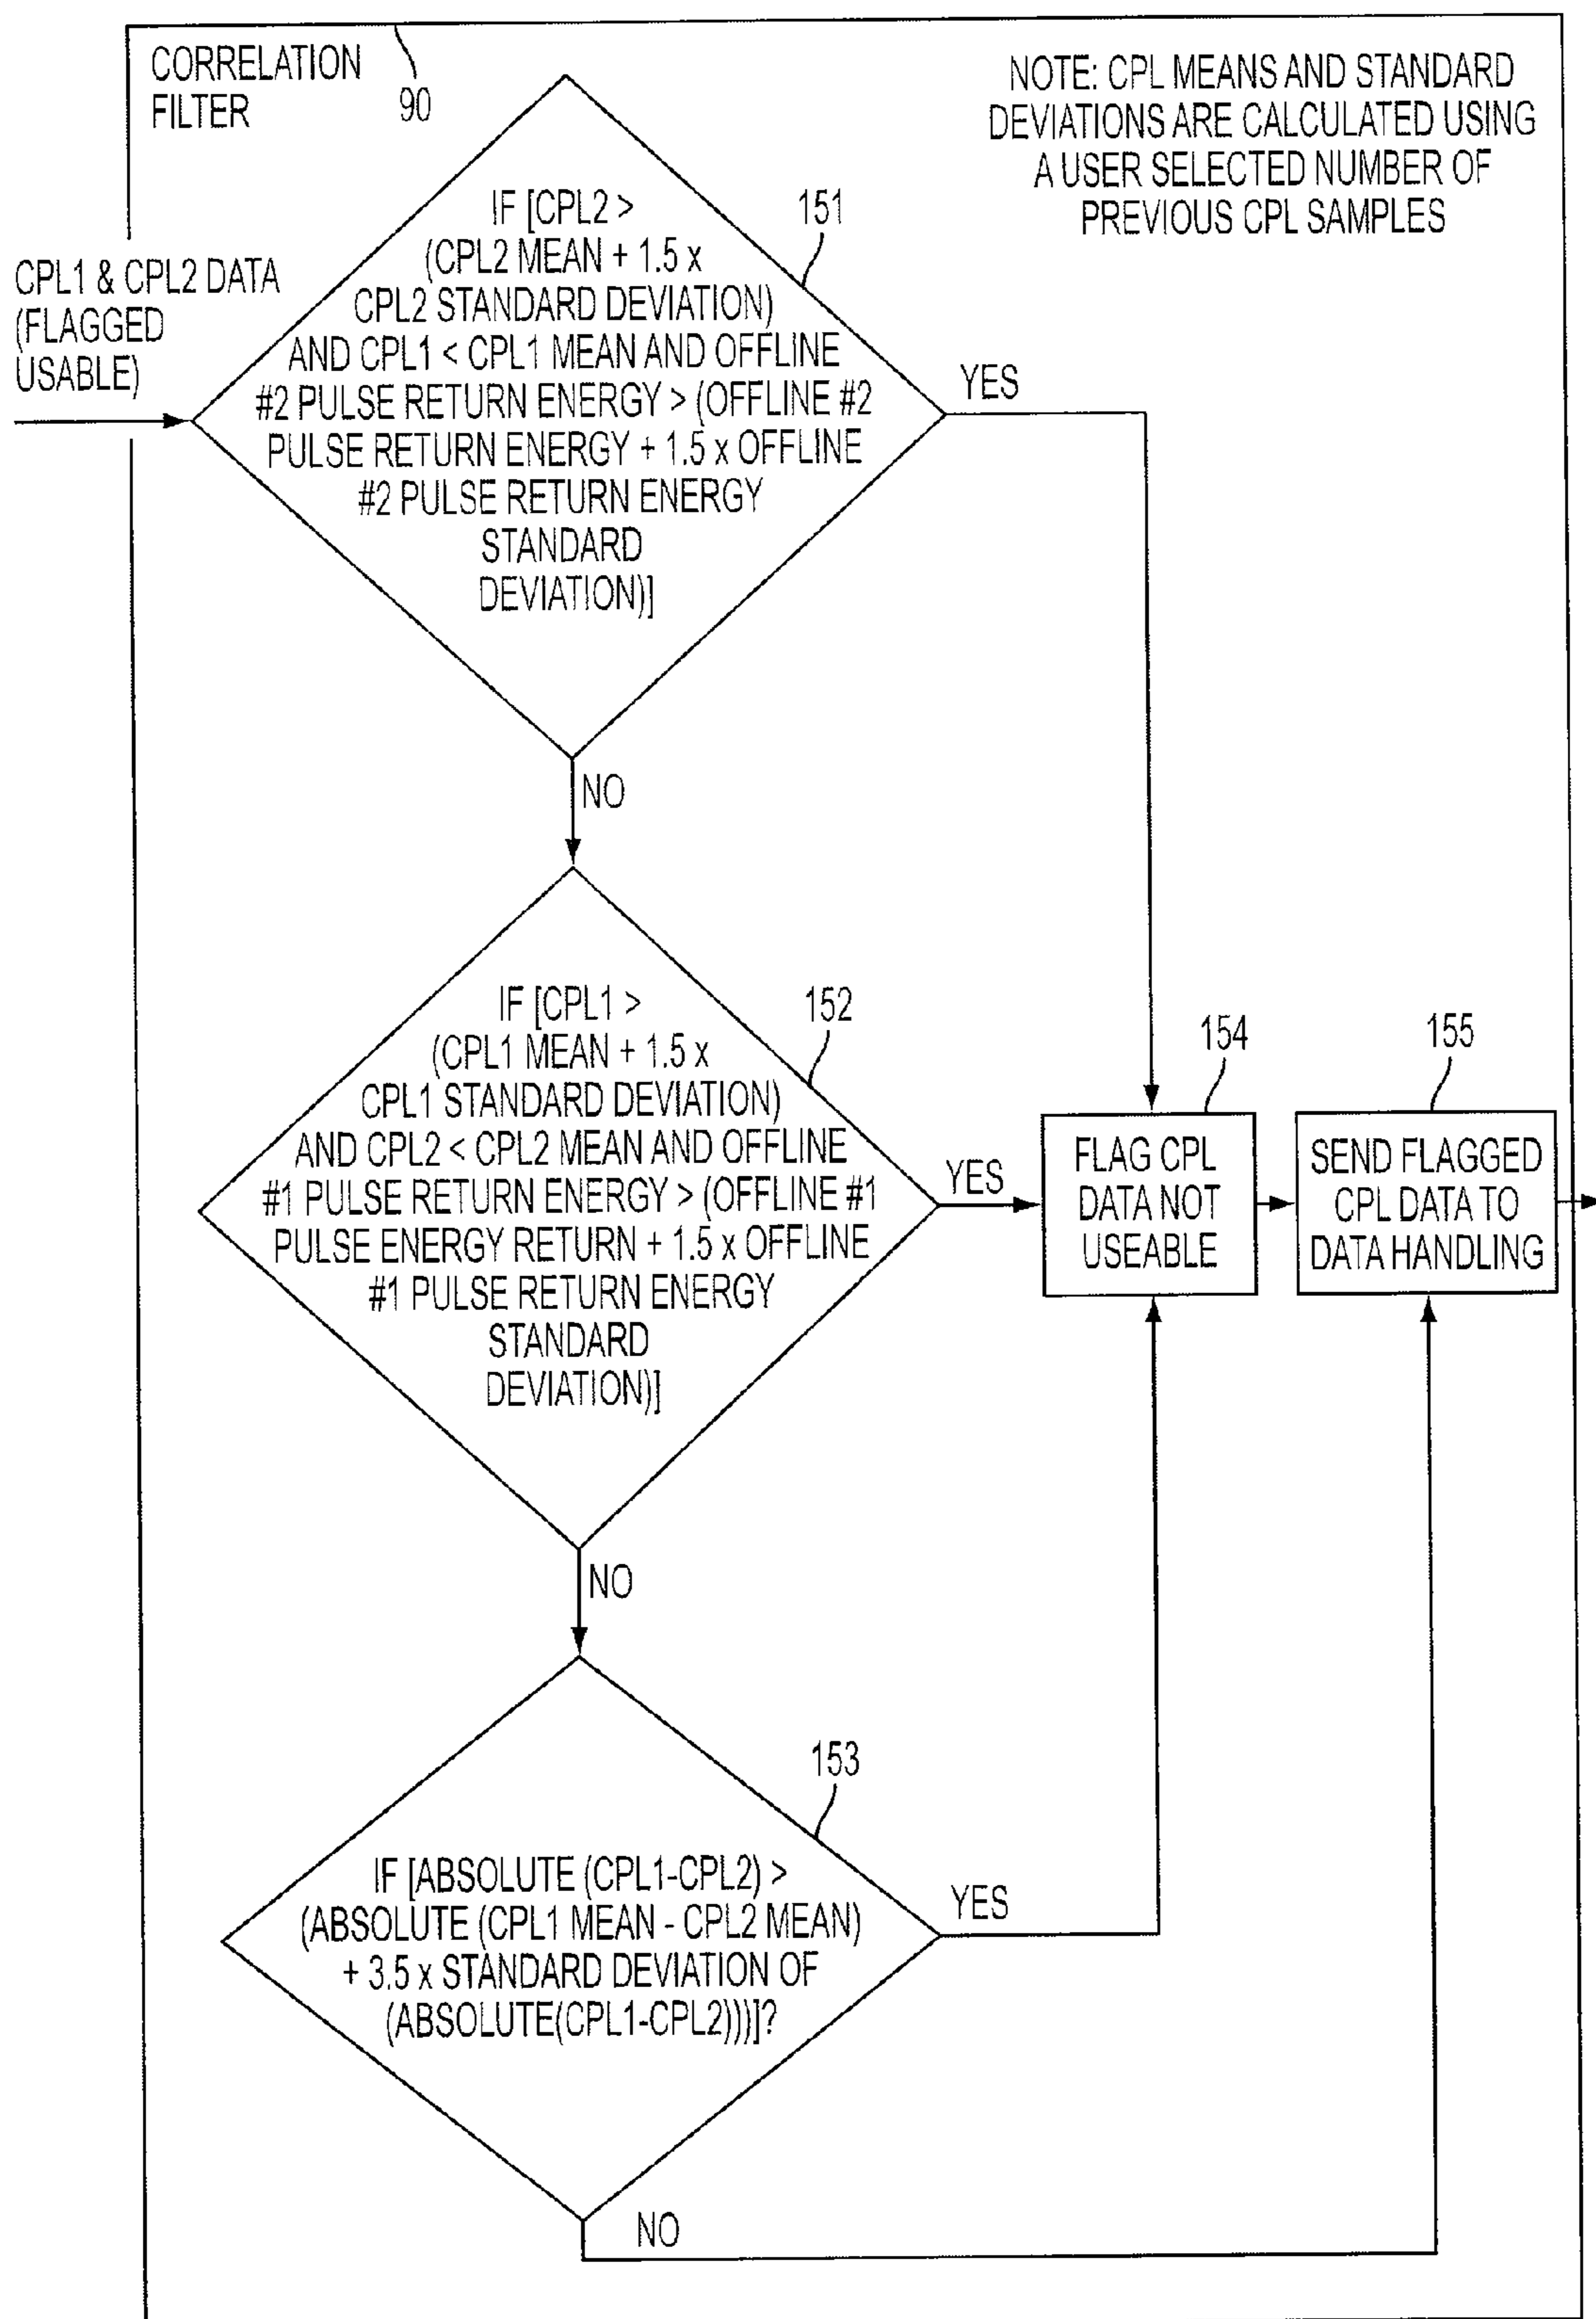 CORRELATION
FILTER
90
NOTE: CPL MEANS AND STANDARD
DEVIATIONS ARE CALCULATED USING
A USER SELECTED NUMBER OF
PREVIOUS CPL SAMPLES
CPL1 & CPL2 DATA
(FLAGGED
USABLE)
151
IF [CPL2 >
(CPL2 MEAN + 1.5 x
CPL2 STANDARD DEVIATION)
AND CPL1 < CPL1 MEAN AND OFFLINE
#2 PULSE RETURN ENERGY > (OFFLINE #2
PULSE RETURN ENERGY + 1.5 x OFFLINE
#2 PULSE RETURN ENERGY
STANDARD
DEVIATION)]
YES
NO
152
IF [CPL1 >
(CPL1 MEAN + 1.5 x
CPL1 STANDARD DEVIATION)
AND CPL2 < CPL2 MEAN AND OFFLINE
#1 PULSE RETURN ENERGY > (OFFLINE #1
PULSE ENERGY RETURN + 1.5 x OFFLINE
#1 PULSE RETURN ENERGY
STANDARD
DEVIATION)]
YES
NO
154
FLAG CPL
DATA NOT
USEABLE
155
SEND FLAGGED
CPL DATA TO
DATA HANDLING
153
IF [ABSOLUTE (CPL1-CPL2) >
(ABSOLUTE (CPL1 MEAN - CPL2 MEAN)
+ 3.5 x STANDARD DEVIATION OF
(ABSOLUTE(CPL1-CPL2)))]?
YES
NO